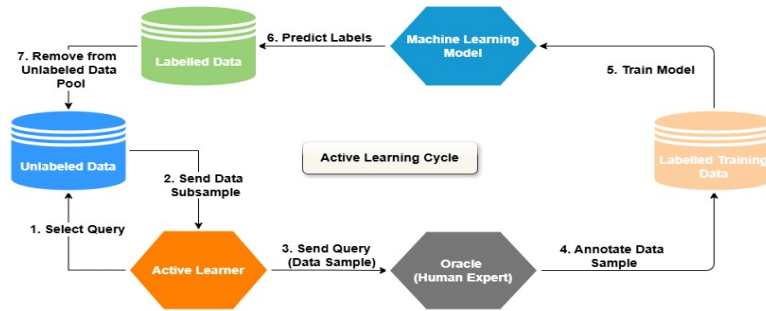 6. Predict Labels
Machine Learning
Model
7. Remove from
Unlabeled Data
Pool
Labelled Data
5. Train Model
Unlabeled Data
Active Learning Cycle
Labelled Training
Data
2. Send Data
Subsample
1. Select Query
Active Learner
3. Send Query
(Data Sample)
Oracle
(Human Expert)
4. Annotate Data
Sample